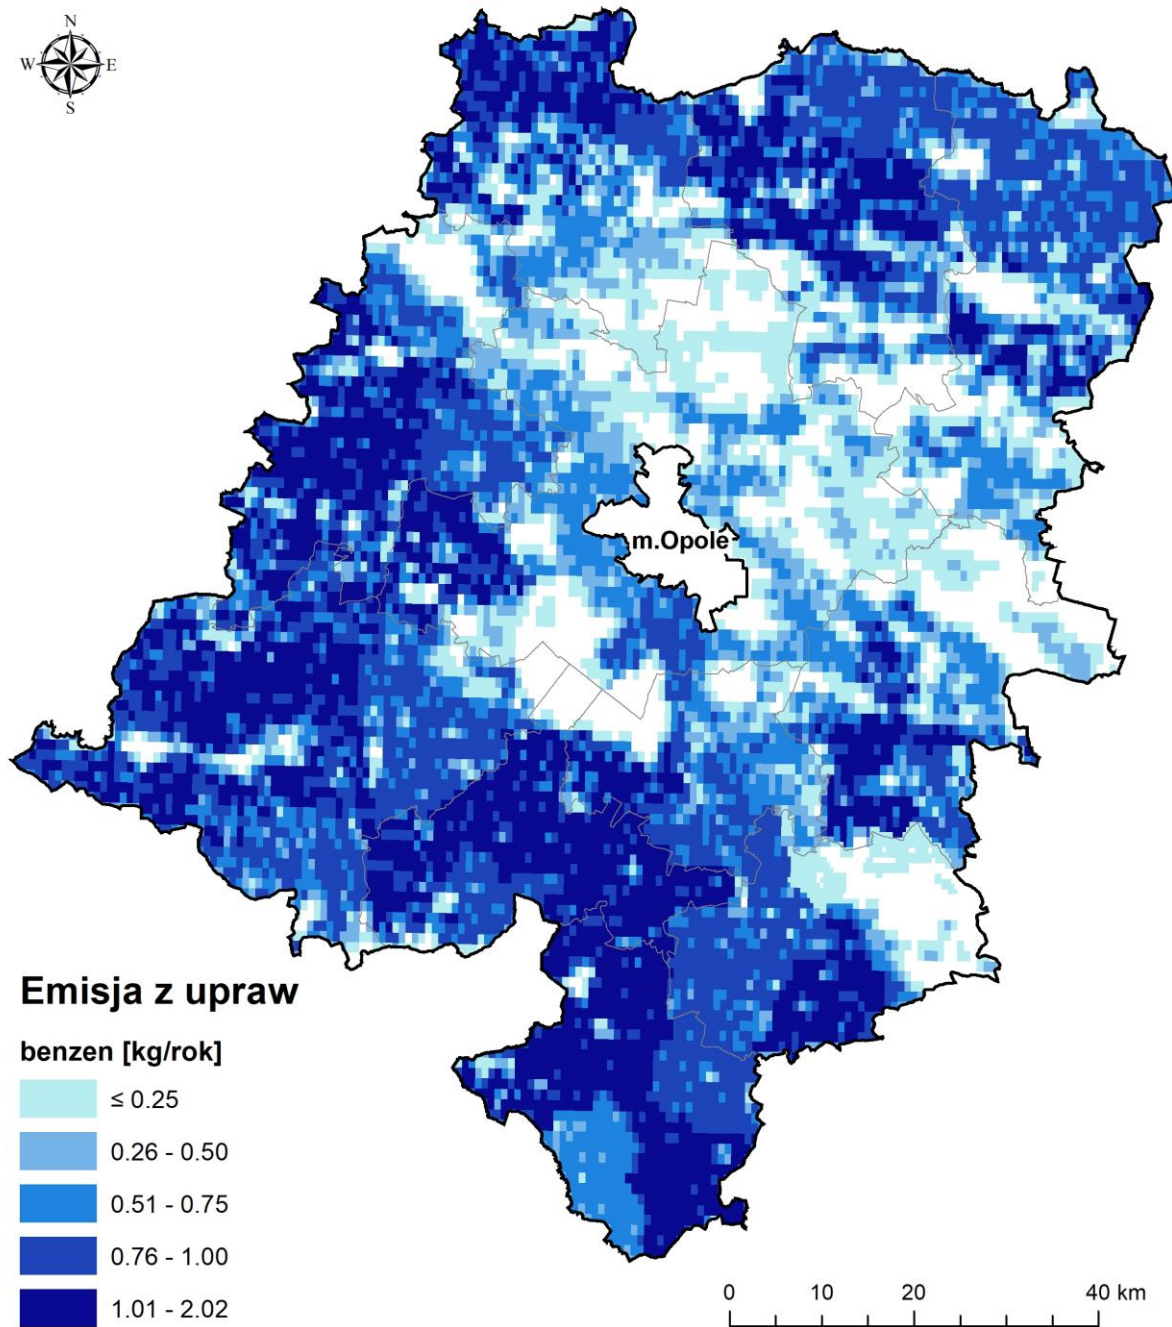 N
W E
S
m.Opole
Emisja z upraw
benzen [kg/rok]
≤ 0.25
0.26 - 0.50
0.51 - 0.75
0.76 - 1.00
1.01 - 2.02
0 10 20 40 km